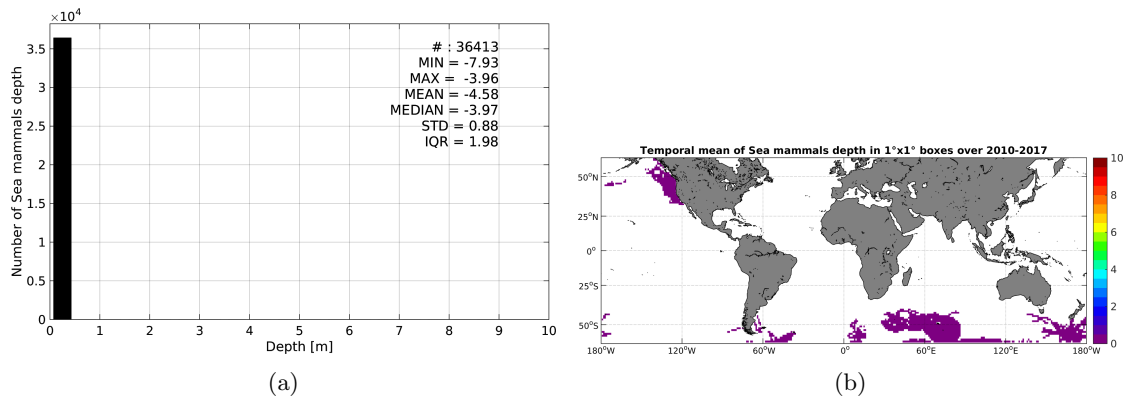 ×10⁴
3.5
3
2.5
2
1.5
1
0.5
0
Number of Sea mammals depth
# : 36413
MIN = -7.93
MAX = -3.96
MEAN = -4.58
MEDIAN = -3.97
STD = 0.88
IQR = 1.98
0 1 2 3 4 5 6 7 8 9 10
Depth [m]
(a)
Temporal mean of Sea mammals depth in 1°x1° boxes over 2010-2017
50°N
25°N
0°
25°S
50°S
180°W 120°W 60°W 0° 60°E 120°E 180°W
10
8
6
4
2
0
(b)